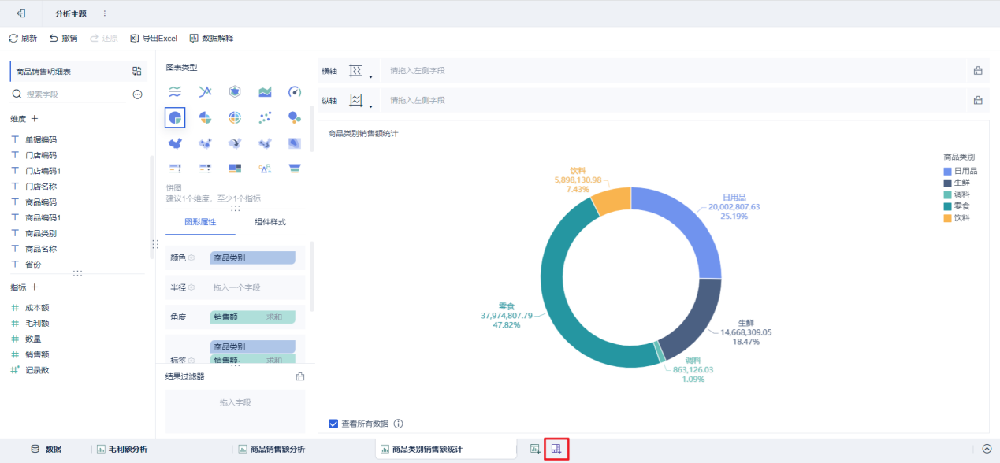 分析主题
刷新 撤销 还原 导出Excel 数据解释
商品销售明细表
搜索字段
维度
单据编码
门店编码
门店编码1
门店名称
商品编码
商品编码1
商品类别
商品名称
省份
指标
成本额
毛利额
数量
销售额
记录数
图表类型
饼图
建议1个维度，至少1个指标
图形属性 组件样式
颜色 商品类别
半径 拖入一个字段
角度 销售额 求和
商品类别
标签 销售额· 求和
结果过滤器
拖入字段
横轴 请拖入左侧字段
纵轴 请拖入左侧字段
商品类别销售额统计
饮料
5,898,130.98
7.43%
日用品
20,002,807.63
25.19%
零食
37,974,807.79
47.82%
生鲜
14,668,309.05
18.47%
调料
863,126.03
1.09%
商品类别
日用品
生鲜
调料
零食
饮料
查看所有数据
数据 毛利额分析 商品销售额分析 商品类别销售额统计